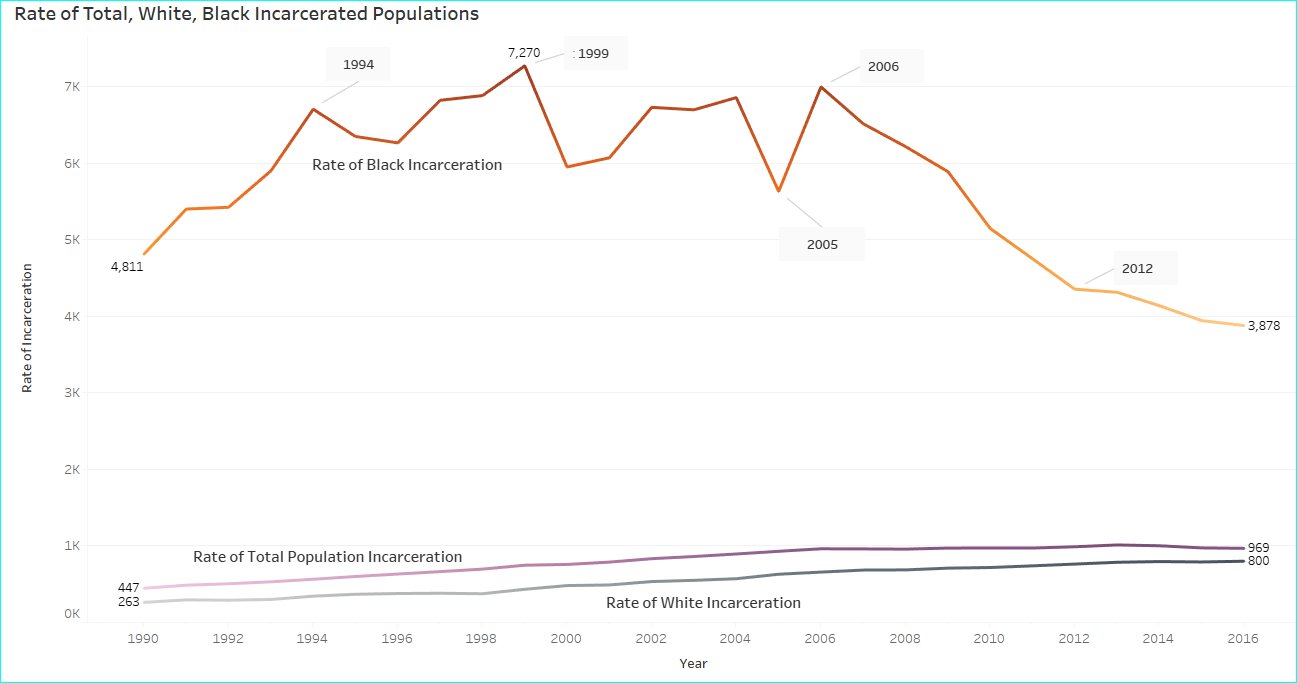 Rate of Total, White, Black Incarcerated Populations
7,270
: 1999
1994
2006
7K
Rate of Black Incarceration
6K
5K
2005
4,811
2012
4K
3,878
Rate of Incarceration
3K
2K
1K
Rate of Total Population Incarceration
969
800
447
263
Rate of White Incarceration
0K
1990 1992 1994 1996 1998 2000 2002 2004 2006 2008 2010 2012 2014 2016
Year